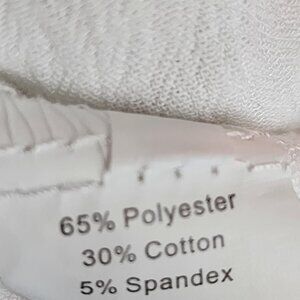 65% Polyester
30% Cotton
5% Spandex